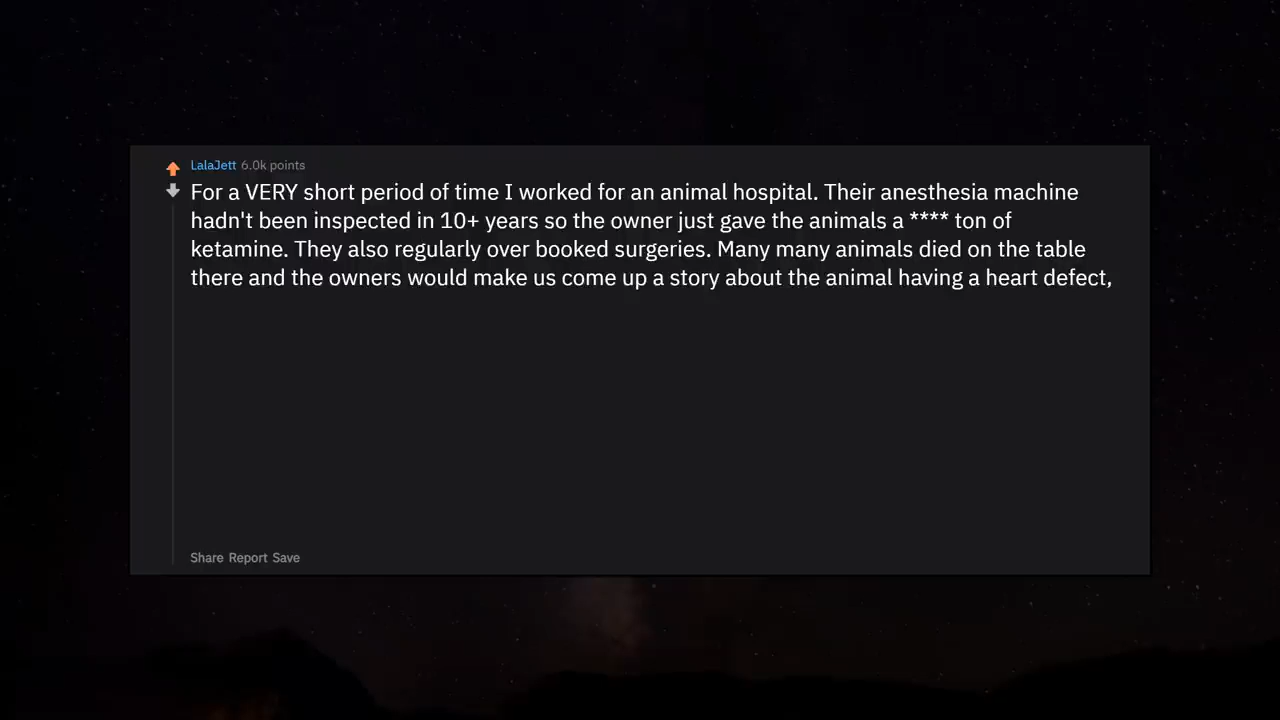 LalaJett 6.0k points
For a VERY short period of time I worked for an animal hospital. Their anesthesia machine
hadn't been inspected in 10+ years so the owner just gave the animals a **** ton of
ketamine. They also regularly over booked surgeries. Many many animals died on the table
there and the owners would make us come up a story about the animal having a heart defect,
Share Report Save